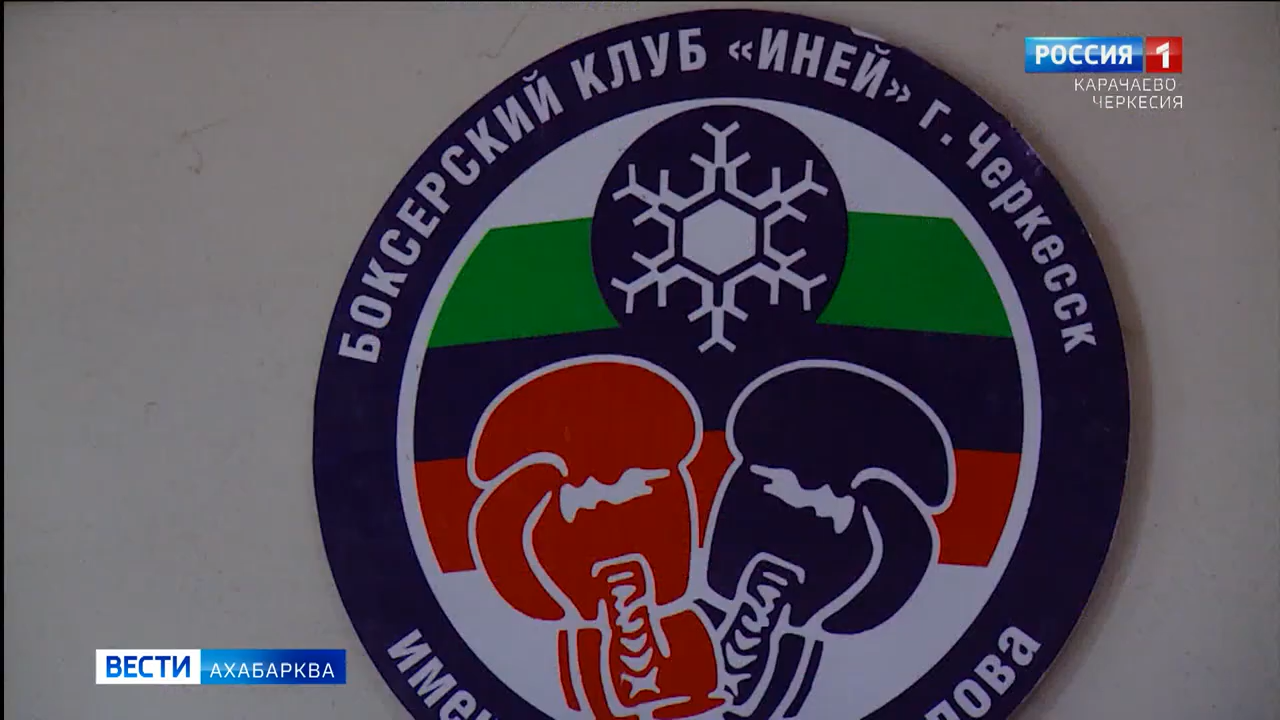 БОКСЕРСКИЙ КЛУБ «ИНЕЙ» г. Черкесск
РОССИЯ 1
КАРАЧАЕВО
ЧЕРКЕСИЯ
ВЕСТИ АХАБАРКВА